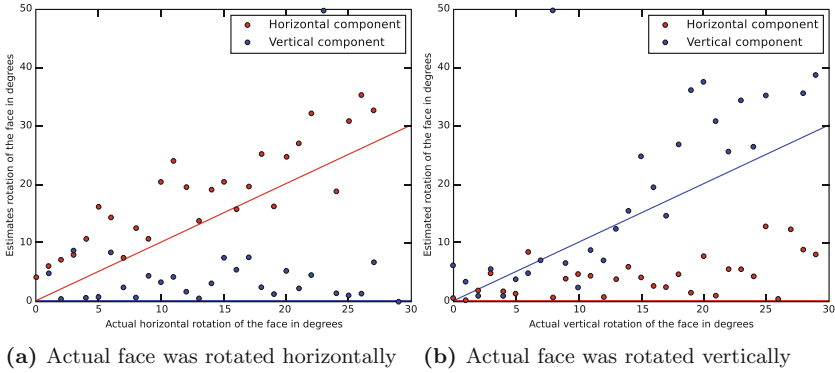 50
40
30
20
10
0
Estimates rotation of the face in degrees
Horizontal component
Vertical component
0 5 10 15 20 25 30
Actual horizontal rotation of the face in degrees
(a) Actual face was rotated horizontally
50
40
30
20
10
0
Estimated rotation of the face in degrees
Horizontal component
Vertical component
0 5 10 15 20 25 30
Actual vertical rotation of the face in degrees
(b) Actual face was rotated vertically